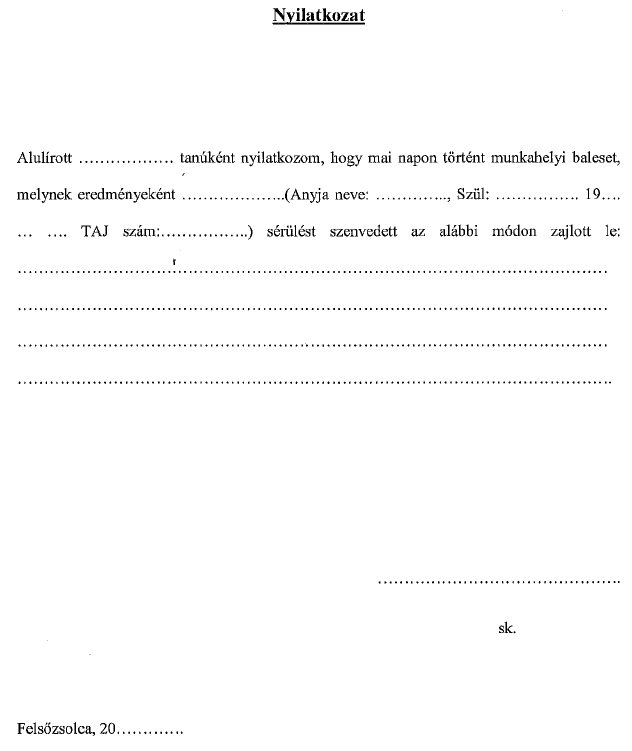 Nyilatkozat
Alulírott .................. tanúként nyilatkozom, hogy mai napon történt munkahelyi baleset,
melynek eredményeként ....................(Anyja neve: .............., Szül: ................ 19....
... .... TAJ szám:.................) sérülést szenvedett az alábbi módon zajlott le:
.....................................................................................................................
.....................................................................................................................
.....................................................................................................................
......................................................................................................................
................................................
sk.
Felsőzsolca, 20.............